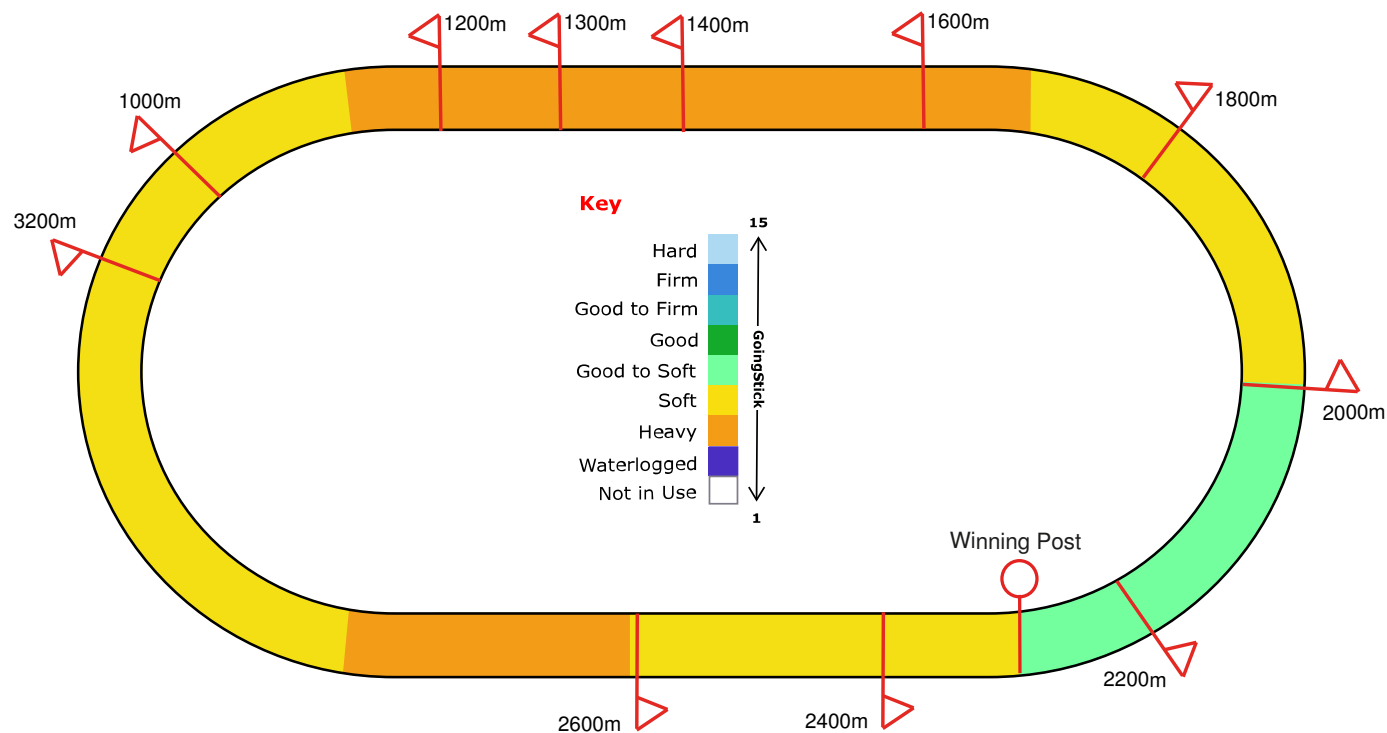 1200m
1300m
1400m
1600m
1000m
1800m
3200m
Key
15
Hard
Firm
Good to Firm
Good
Good to Soft
Soft
Heavy
Waterlogged
Not in Use
GoingStick
1
2000m
Winning Post
2200m
2600m
2400m